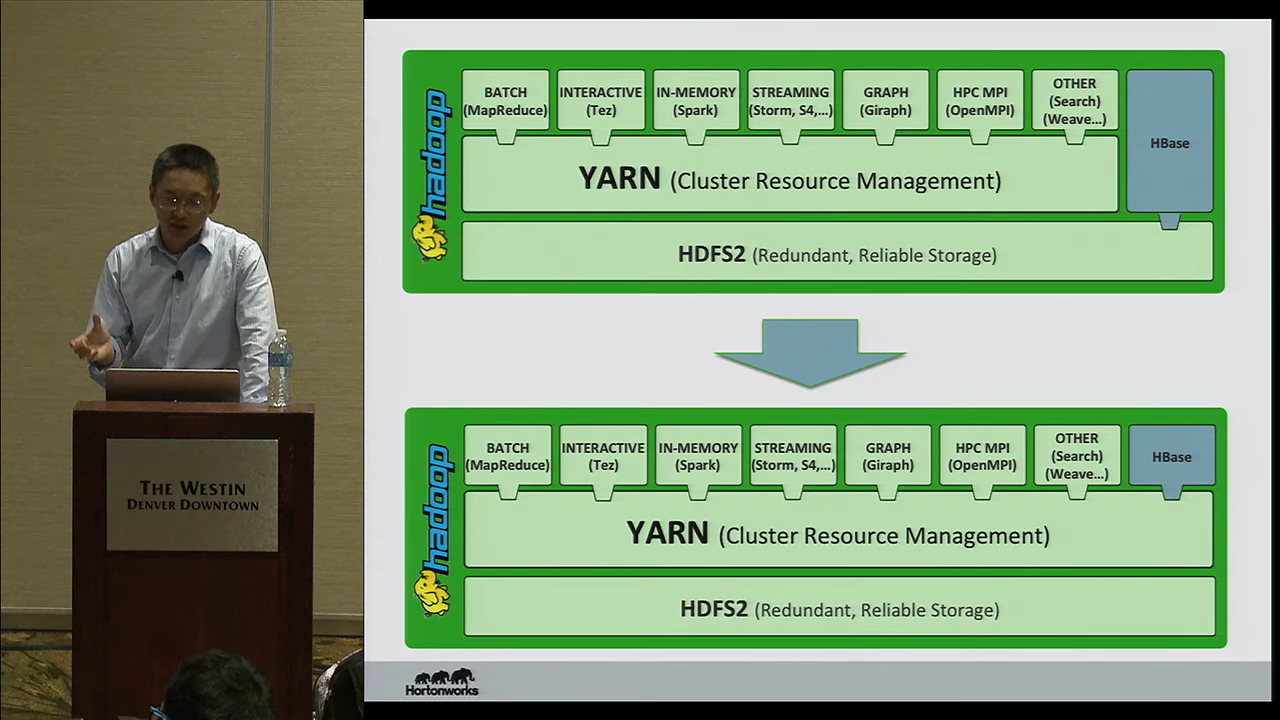 BATCH
(MapReduce)
INTERACTIVE
(Tez)
IN-MEMORY
(Spark)
STREAMING
(Storm, S4,...)
GRAPH
(Giraph)
HPC MPI
(OpenMPI)
OTHER
(Search)
(Weave...)
HBase
hadoop
YARN (Cluster Resource Management)
HDFS2 (Redundant, Reliable Storage)
BATCH
(MapReduce)
INTERACTIVE
(Tez)
IN-MEMORY
(Spark)
STREAMING
(Storm, S4,...)
GRAPH
(Giraph)
HPC MPI
(OpenMPI)
OTHER
(Search)
(Weave...)
HBase
hadoop
YARN (Cluster Resource Management)
HDFS2 (Redundant, Reliable Storage)
Hortonworks
THE WESTIN
DENVER DOWNTOWN